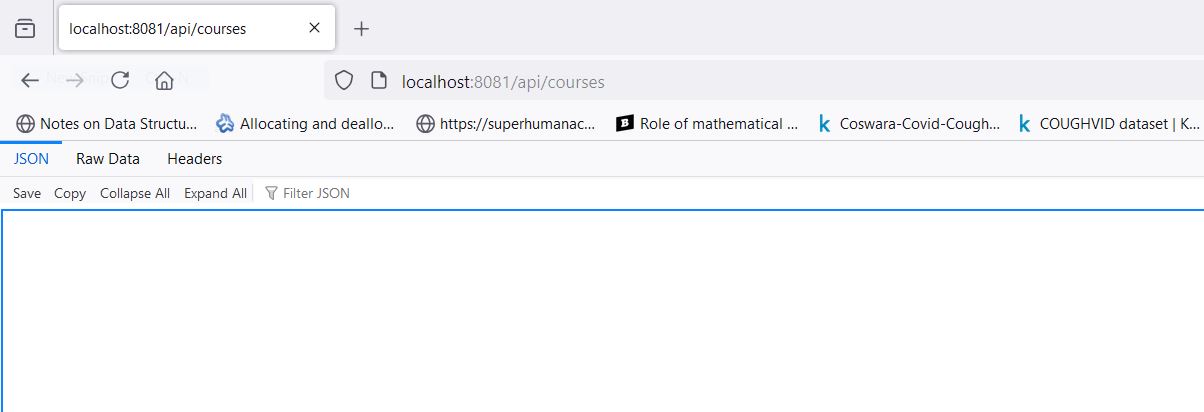 localhost:8081/api/courses
localhost:8081/api/courses
Notes on Data Structu... Allocating and deallo... https://superhumanac... Role of mathematical ... Coswara-Covid-Cough... COUGHVID dataset | K...
JSON Raw Data Headers
Save Copy Collapse All Expand All Filter JSON